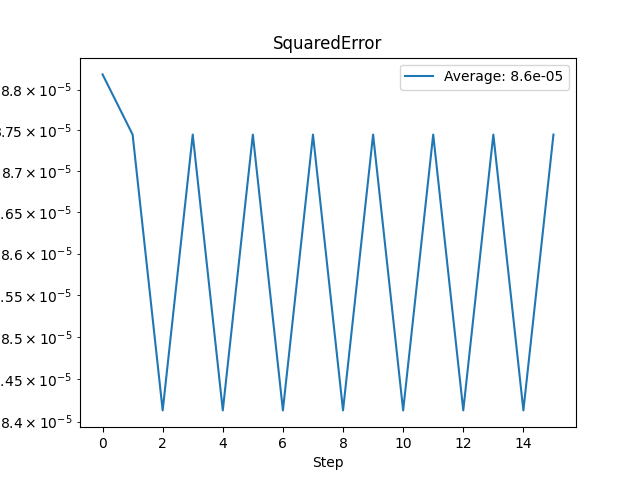 SquaredError
Average: 8.6e-05
8.8 × 10⁻⁵
.75 × 10⁻⁵
8.7 × 10⁻⁵
.65 × 10⁻⁵
8.6 × 10⁻⁵
.55 × 10⁻⁵
8.5 × 10⁻⁵
.45 × 10⁻⁵
8.4 × 10⁻⁵
0 2 4 6 8 10 12 14
Step